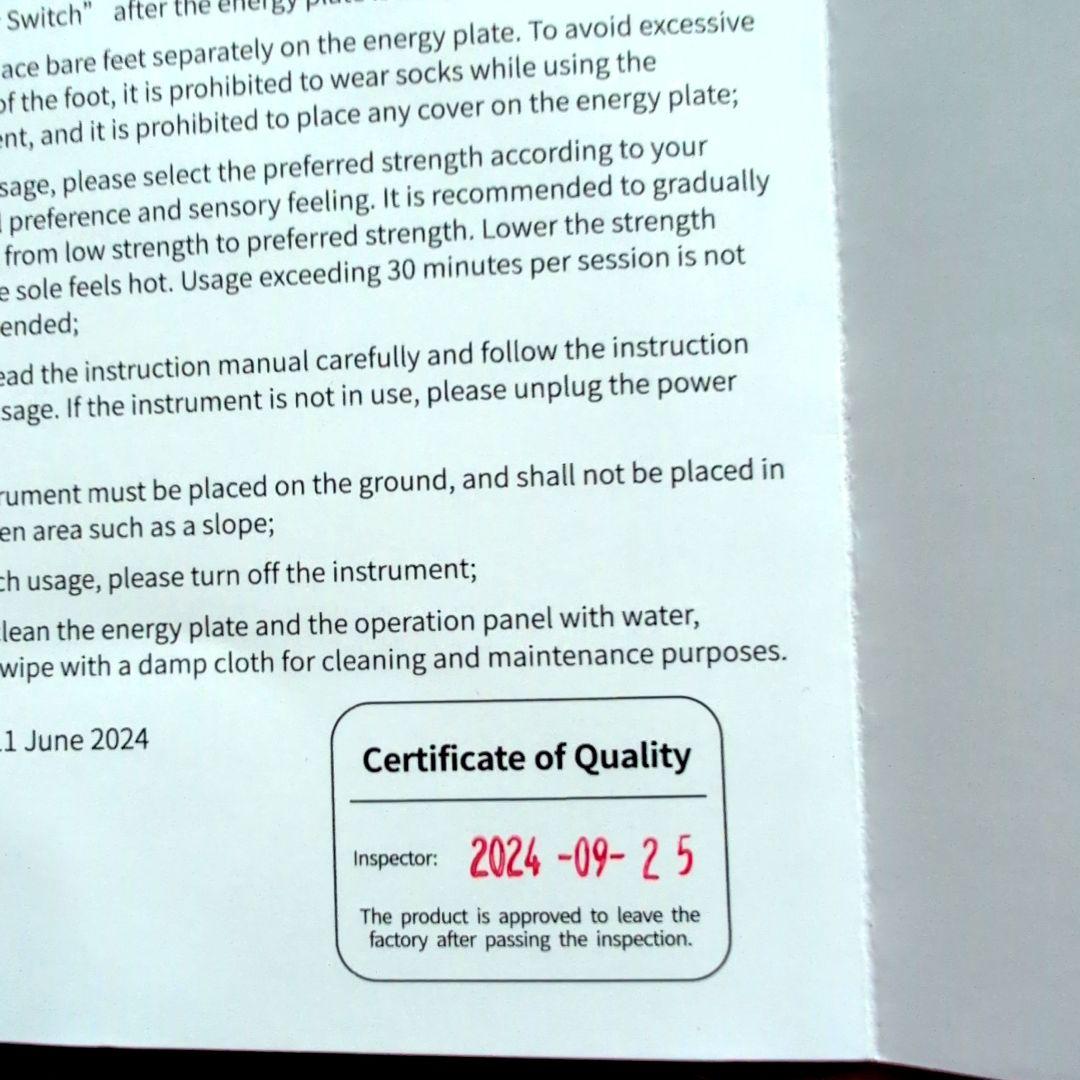 Switch" after the energy
ace bare feet separately on the energy plate. To avoid excessive
of the foot, it is prohibited to wear socks while using the
ent, and it is prohibited to place any cover on the energy plate;
sage, please select the preferred strength according to your
preference and sensory feeling. It is recommended to gradually
from low strength to preferred strength. Lower the strength
e sole feels hot. Usage exceeding 30 minutes per session is not
ended;
ead the instruction manual carefully and follow the instruction
sage. If the instrument is not in use, please unplug the power
rument must be placed on the ground, and shall not be placed in
en area such as a slope;
ch usage, please turn off the instrument;
lean the energy plate and the operation panel with water,
wipe with a damp cloth for cleaning and maintenance purposes.
11 June 2024
Certificate of Quality
Inspector: 2024 -09- 2 5
The product is approved to leave the
factory after passing the inspection.